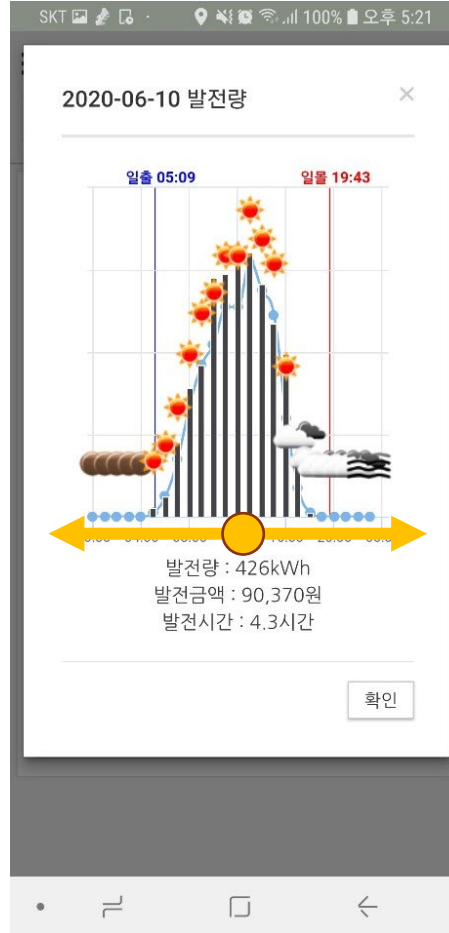 SKT 100% 오후 5:21
2020-06-10 발전량 ×
일출 05:09 일몰 19:43
발전량 : 426kWh
발전금액 : 90,370원
발전시간 : 4.3시간
확인